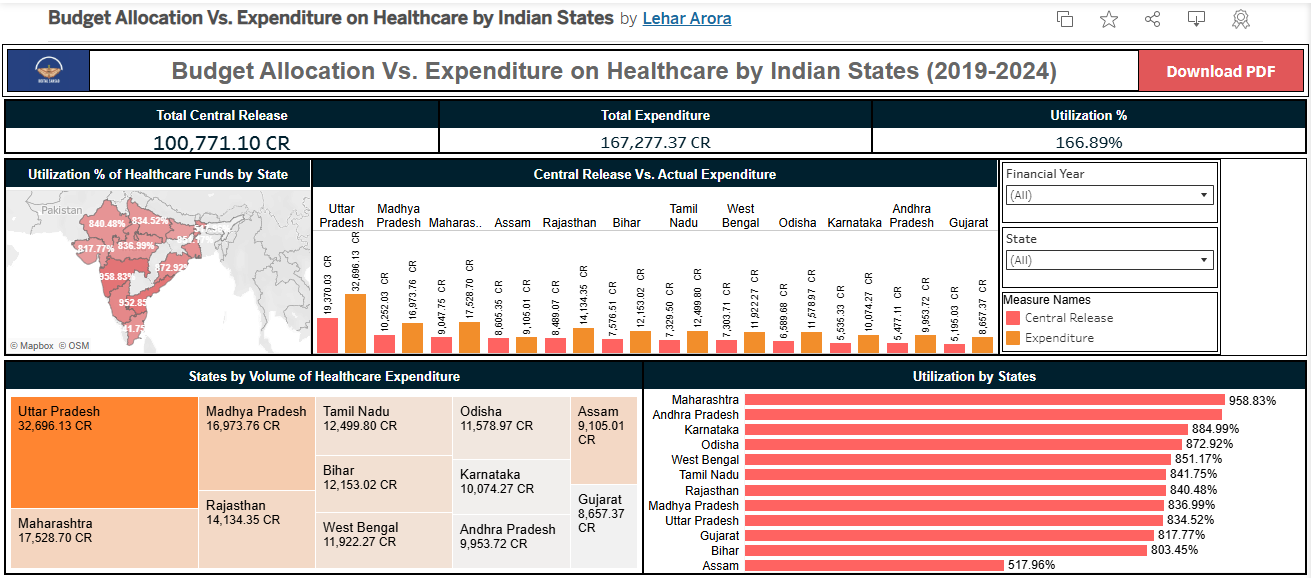 Budget Allocation Vs. Expenditure on Healthcare by Indian States by Lehar Arora
Budget Allocation Vs. Expenditure on Healthcare by Indian States (2019-2024)
Download PDF
Total Central Release
Total Expenditure
Utilization %
100,771.10 CR
167,277.37 CR
166.89%
Utilization % of Healthcare Funds by State
Pakistan
840.48%
834.52%
817.77%
836.99%
872.92%
958.83%
© Mapbox © OSM
Central Release Vs. Actual Expenditure
Uttar Pradesh
Madhya Pradesh
Maharas..
Assam
Rajasthan
Bihar
Tamil Nadu
West Bengal
Odisha
Karnataka
Andhra Pradesh
Gujarat
19,370.03 CR
32,696.13 CR
10,252.03 CR
16,973.76 CR
9,047.75 CR
17,528.70 CR
8,605.35 CR
9,105.01 CR
8,489.07 CR
14,134.35 CR
7,576.51 CR
12,153.02 CR
7,329.50 CR
12,499.80 CR
7,303.71 CR
11,922.27 CR
6,589.68 CR
11,578.97 CR
5,535.33 CR
10,074.27 CR
5,477.11 CR
9,953.72 CR
5,195.03 CR
8,657.37 CR
Financial Year
(All)
State
(All)
Measure Names
Central Release
Expenditure
States by Volume of Healthcare Expenditure
Uttar Pradesh
32,696.13 CR
Maharashtra
17,528.70 CR
Madhya Pradesh
16,973.76 CR
Rajasthan
14,134.35 CR
Tamil Nadu
12,499.80 CR
Bihar
12,153.02 CR
West Bengal
11,922.27 CR
Odisha
11,578.97 CR
Karnataka
10,074.27 CR
Andhra Pradesh
9,953.72 CR
Assam
9,105.01
CR
Gujarat
8,657.37
CR
Utilization by States
Maharashtra 958.83%
Andhra Pradesh
Karnataka 884.99%
Odisha 872.92%
West Bengal 851.17%
Tamil Nadu 841.75%
Rajasthan 840.48%
Madhya Pradesh 836.99%
Uttar Pradesh 834.52%
Gujarat 817.77%
Bihar 803.45%
Assam 517.96%